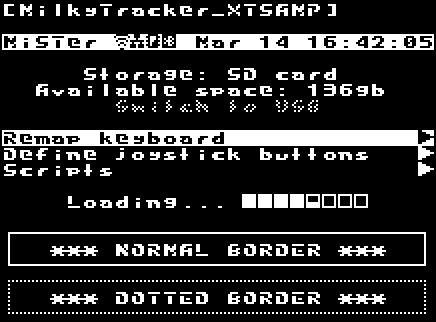 [MilkyTracker_XTSAMP]
MiSTer Mar 14 16:42:05
Storage: SD card
Available space: 136gb
Switch to USB
Remap keyboard ►
Define joystick buttons ►
Scripts ►
Loading...
*** NORMAL BORDER ***
*** DOTTED BORDER ***